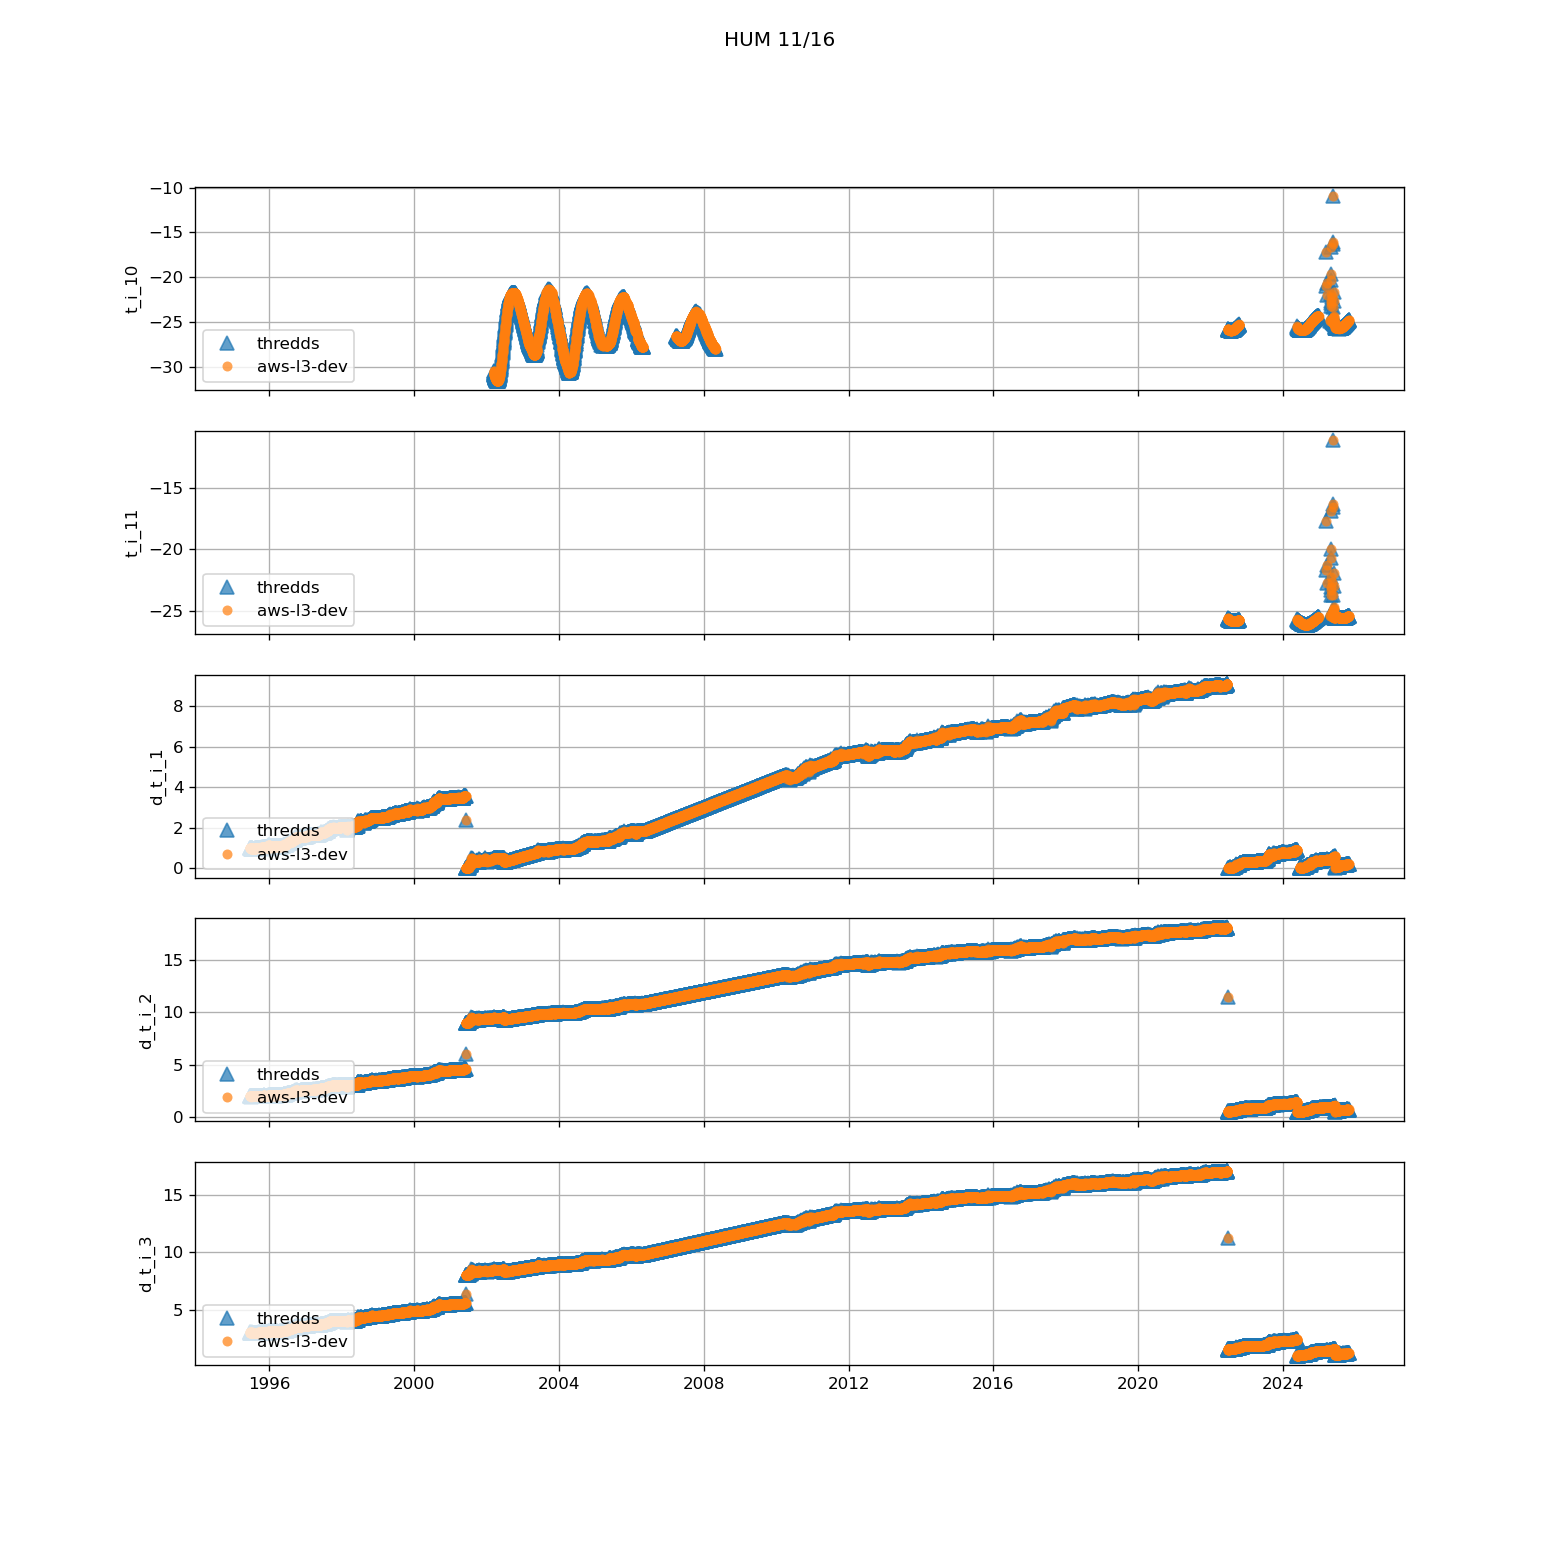 HUM 11/16
−10
−15
−20
−25
−30
t_i_10
thredds
aws-l3-dev
−15
−20
−25
t_i_11
thredds
aws-l3-dev
8
6
4
2
0
d_t_i_1
thredds
aws-l3-dev
15
10
5
0
d_t_i_2
thredds
aws-l3-dev
15
10
5
d_t_i_3
thredds
aws-l3-dev
1996 2000 2004 2008 2012 2016 2020 2024